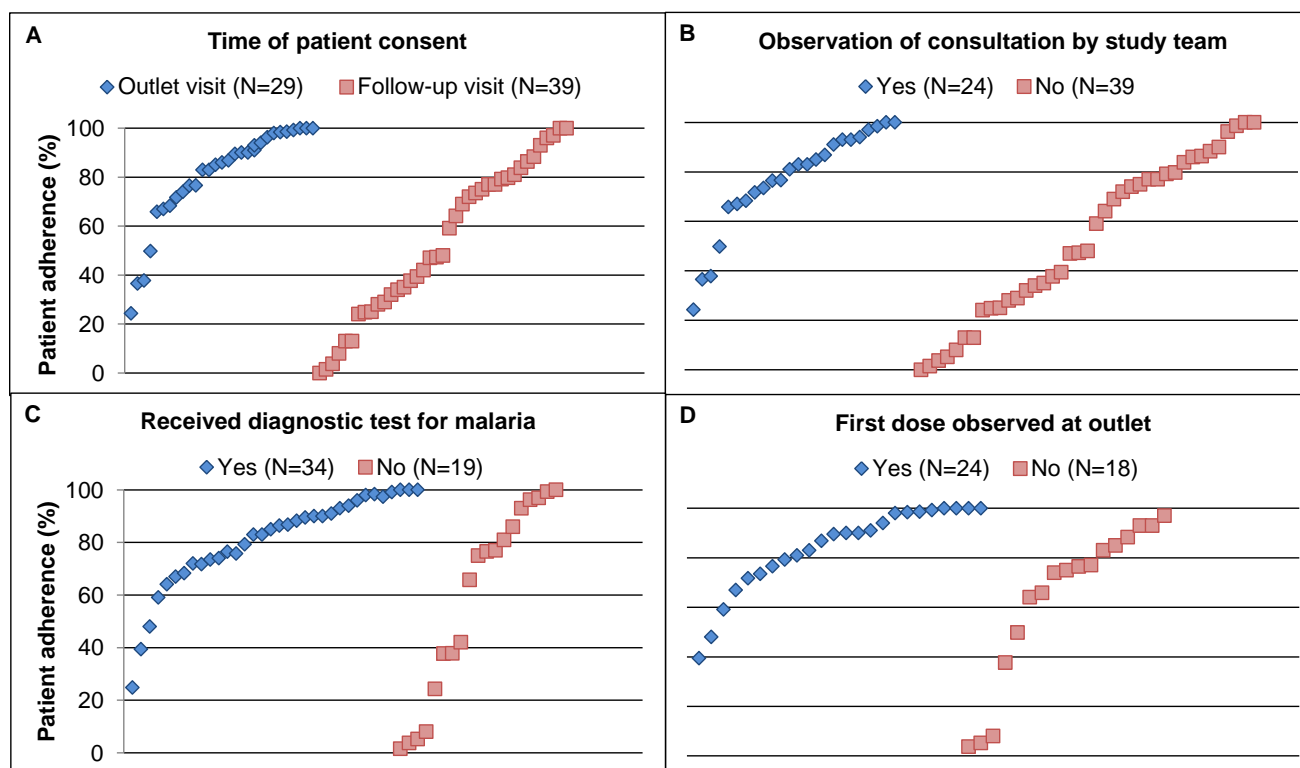 A
Time of patient consent
Outlet visit (N=29) Follow-up visit (N=39)
Patient adherence (%)
100
80
60
40
20
0
B
Observation of consultation by study team
Yes (N=24) No (N=39
C
Received diagnostic test for malaria
Yes (N=34) No (N=19)
Patient adherence (%)
100
80
60
40
20
0
D
First dose observed at outlet
Yes (N=24) No (N=18)